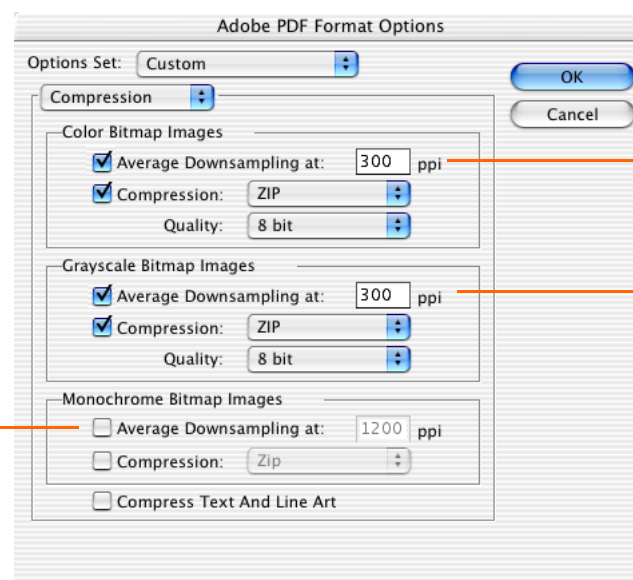 Adobe PDF Format Options
Options Set: Custom
OK
Compression
Cancel
Color Bitmap Images
Average Downsampling at: 300 ppi
Compression: ZIP
Quality: 8 bit
Grayscale Bitmap Images
Average Downsampling at: 300 ppi
Compression: ZIP
Quality: 8 bit
Monochrome Bitmap Images
Average Downsampling at: 1200 ppi
Compression: Zip
Compress Text And Line Art